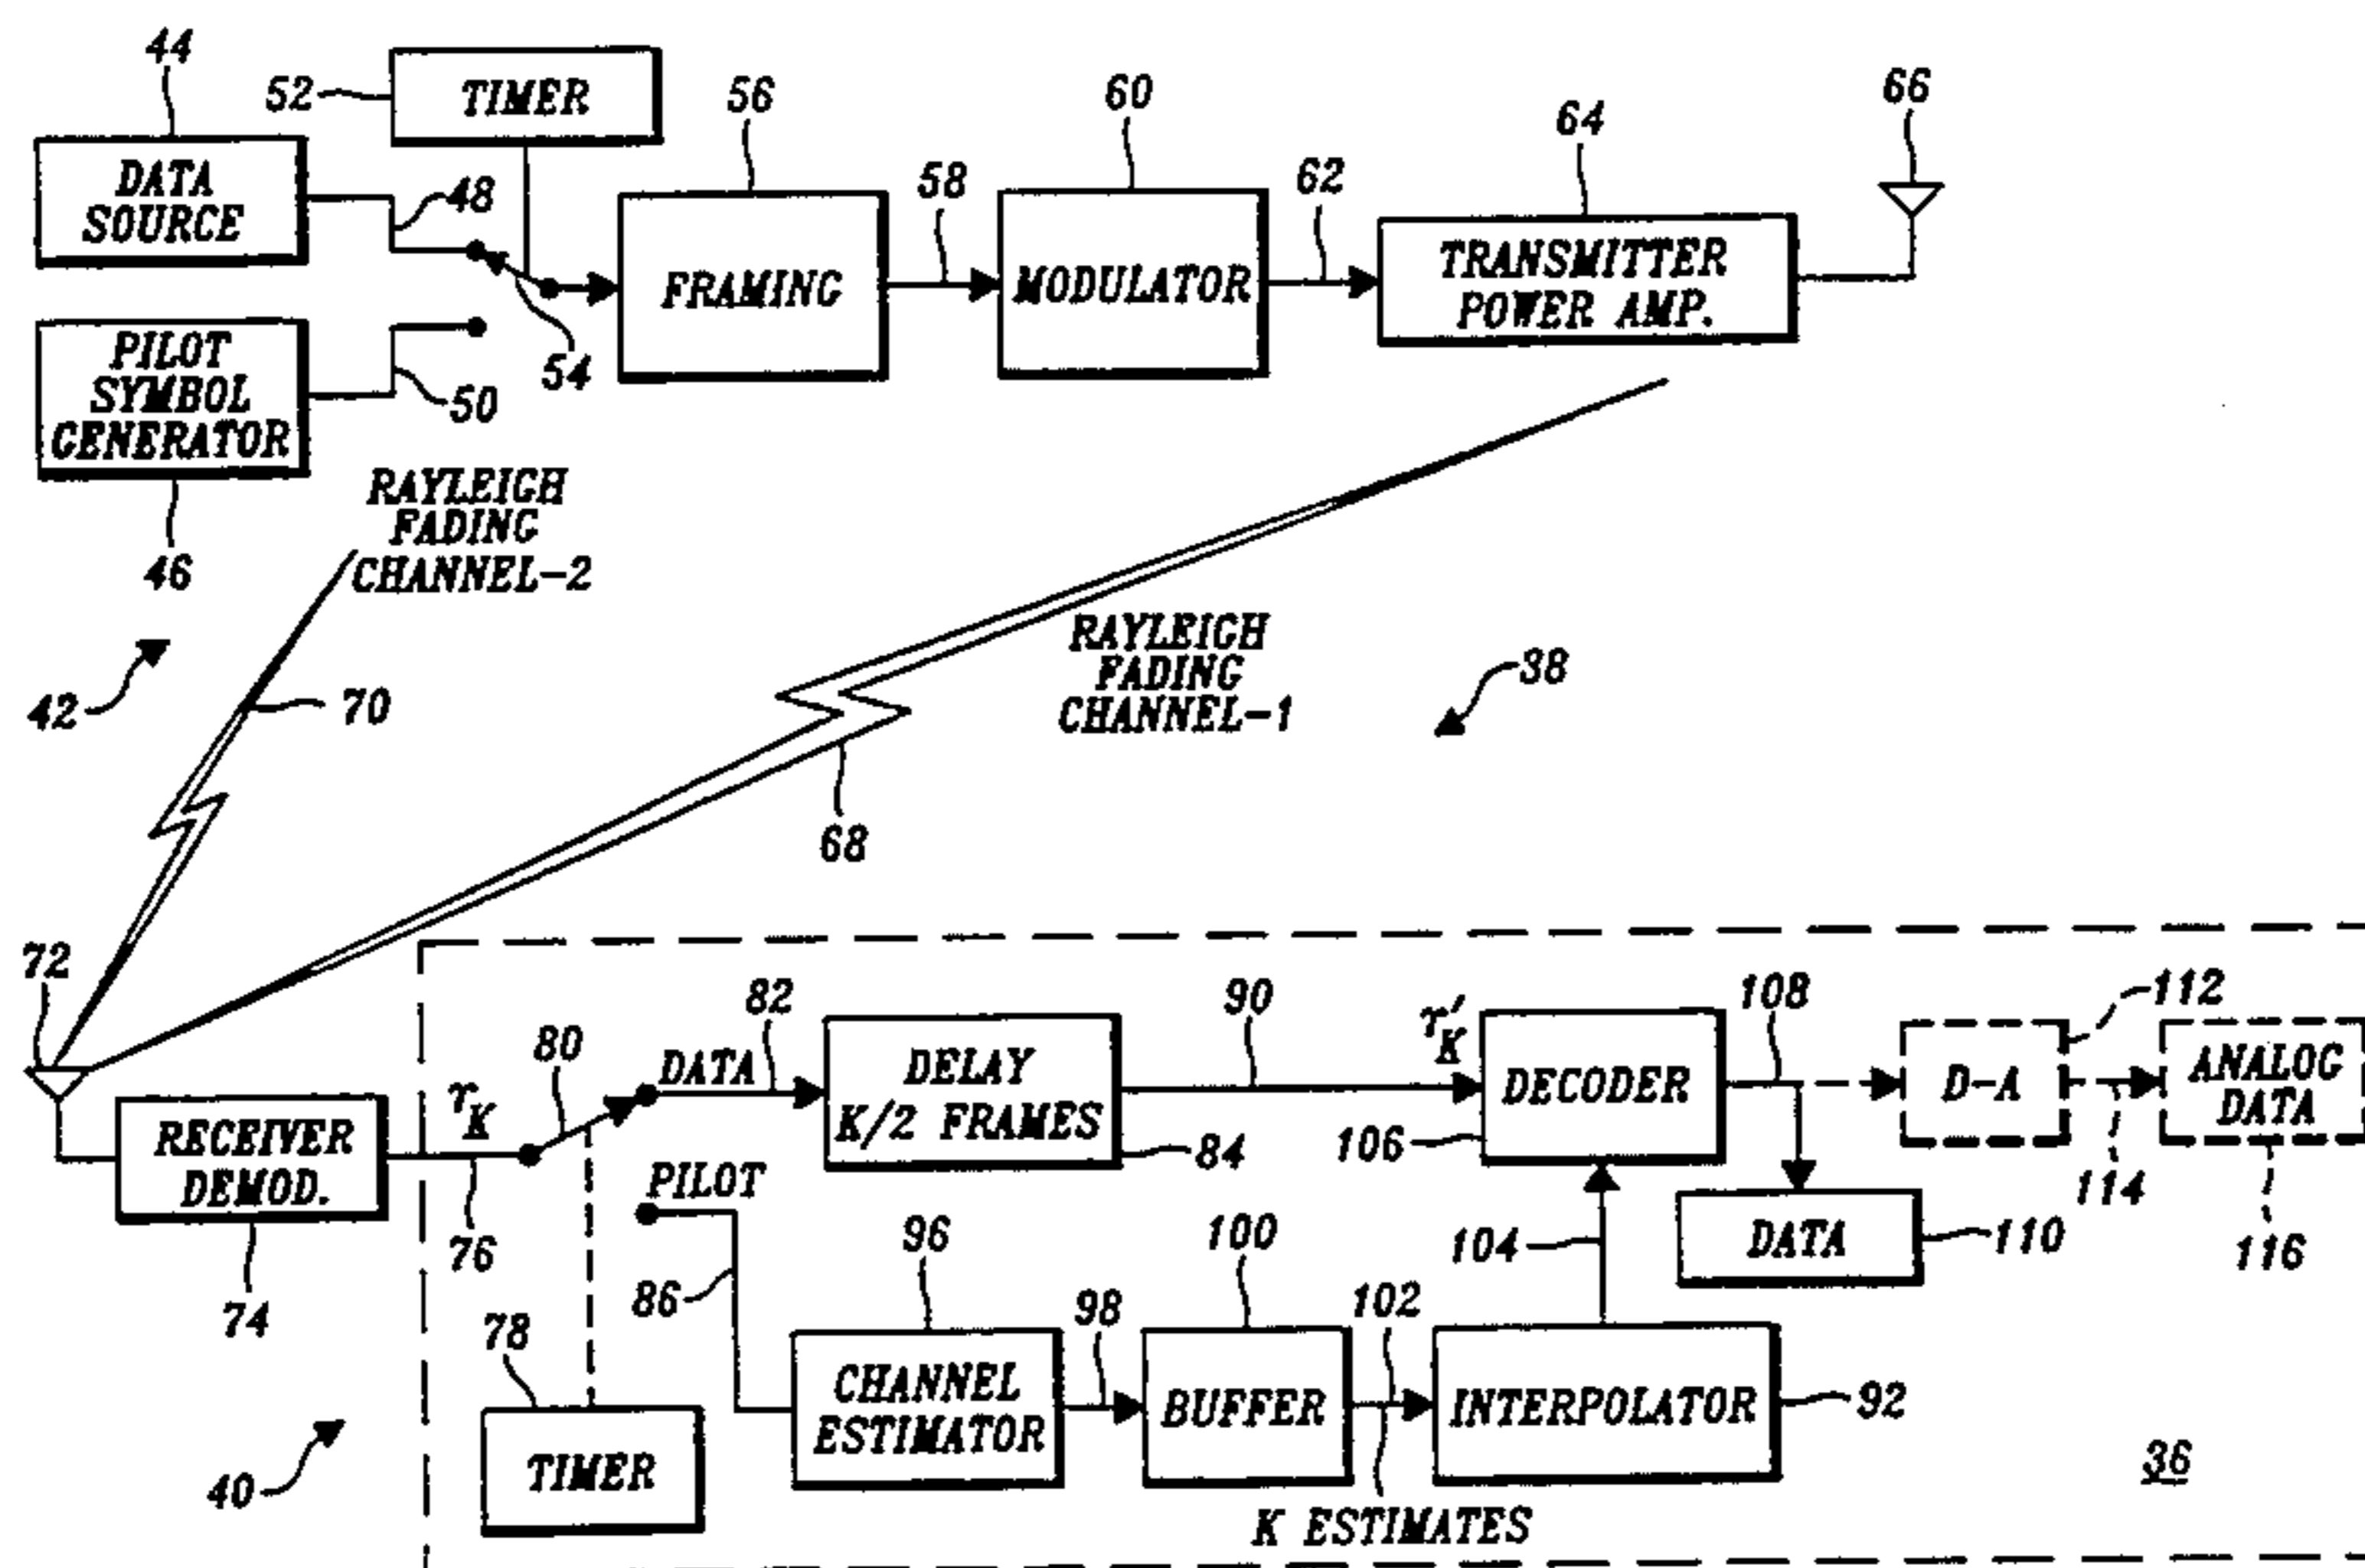 44
52
TIMER
56
60
64
66
DATA
SOURCE
48
58
62
FRAMING
MODULATOR
TRANSMITTER
POWER AMP.
54
PILOT
SYMBOL
GENERATOR
50
46
RAYLEIGH
FADING
CHANNEL-2
42
70
RAYLEIGH
FADING
CHANNEL-1
38
68
72
RECEIVER
DEMOD.
74
r_K
76
80
DATA
82
DELAY
K/2 FRAMES
84
90
r'_K
DECODER
106
108
D-A
112
114
ANALOG
DATA
116
DATA
110
PILOT
86
78
TIMER
96
CHANNEL
ESTIMATOR
98
100
BUFFER
102
K ESTIMATES
104
INTERPOLATOR
92
40
36